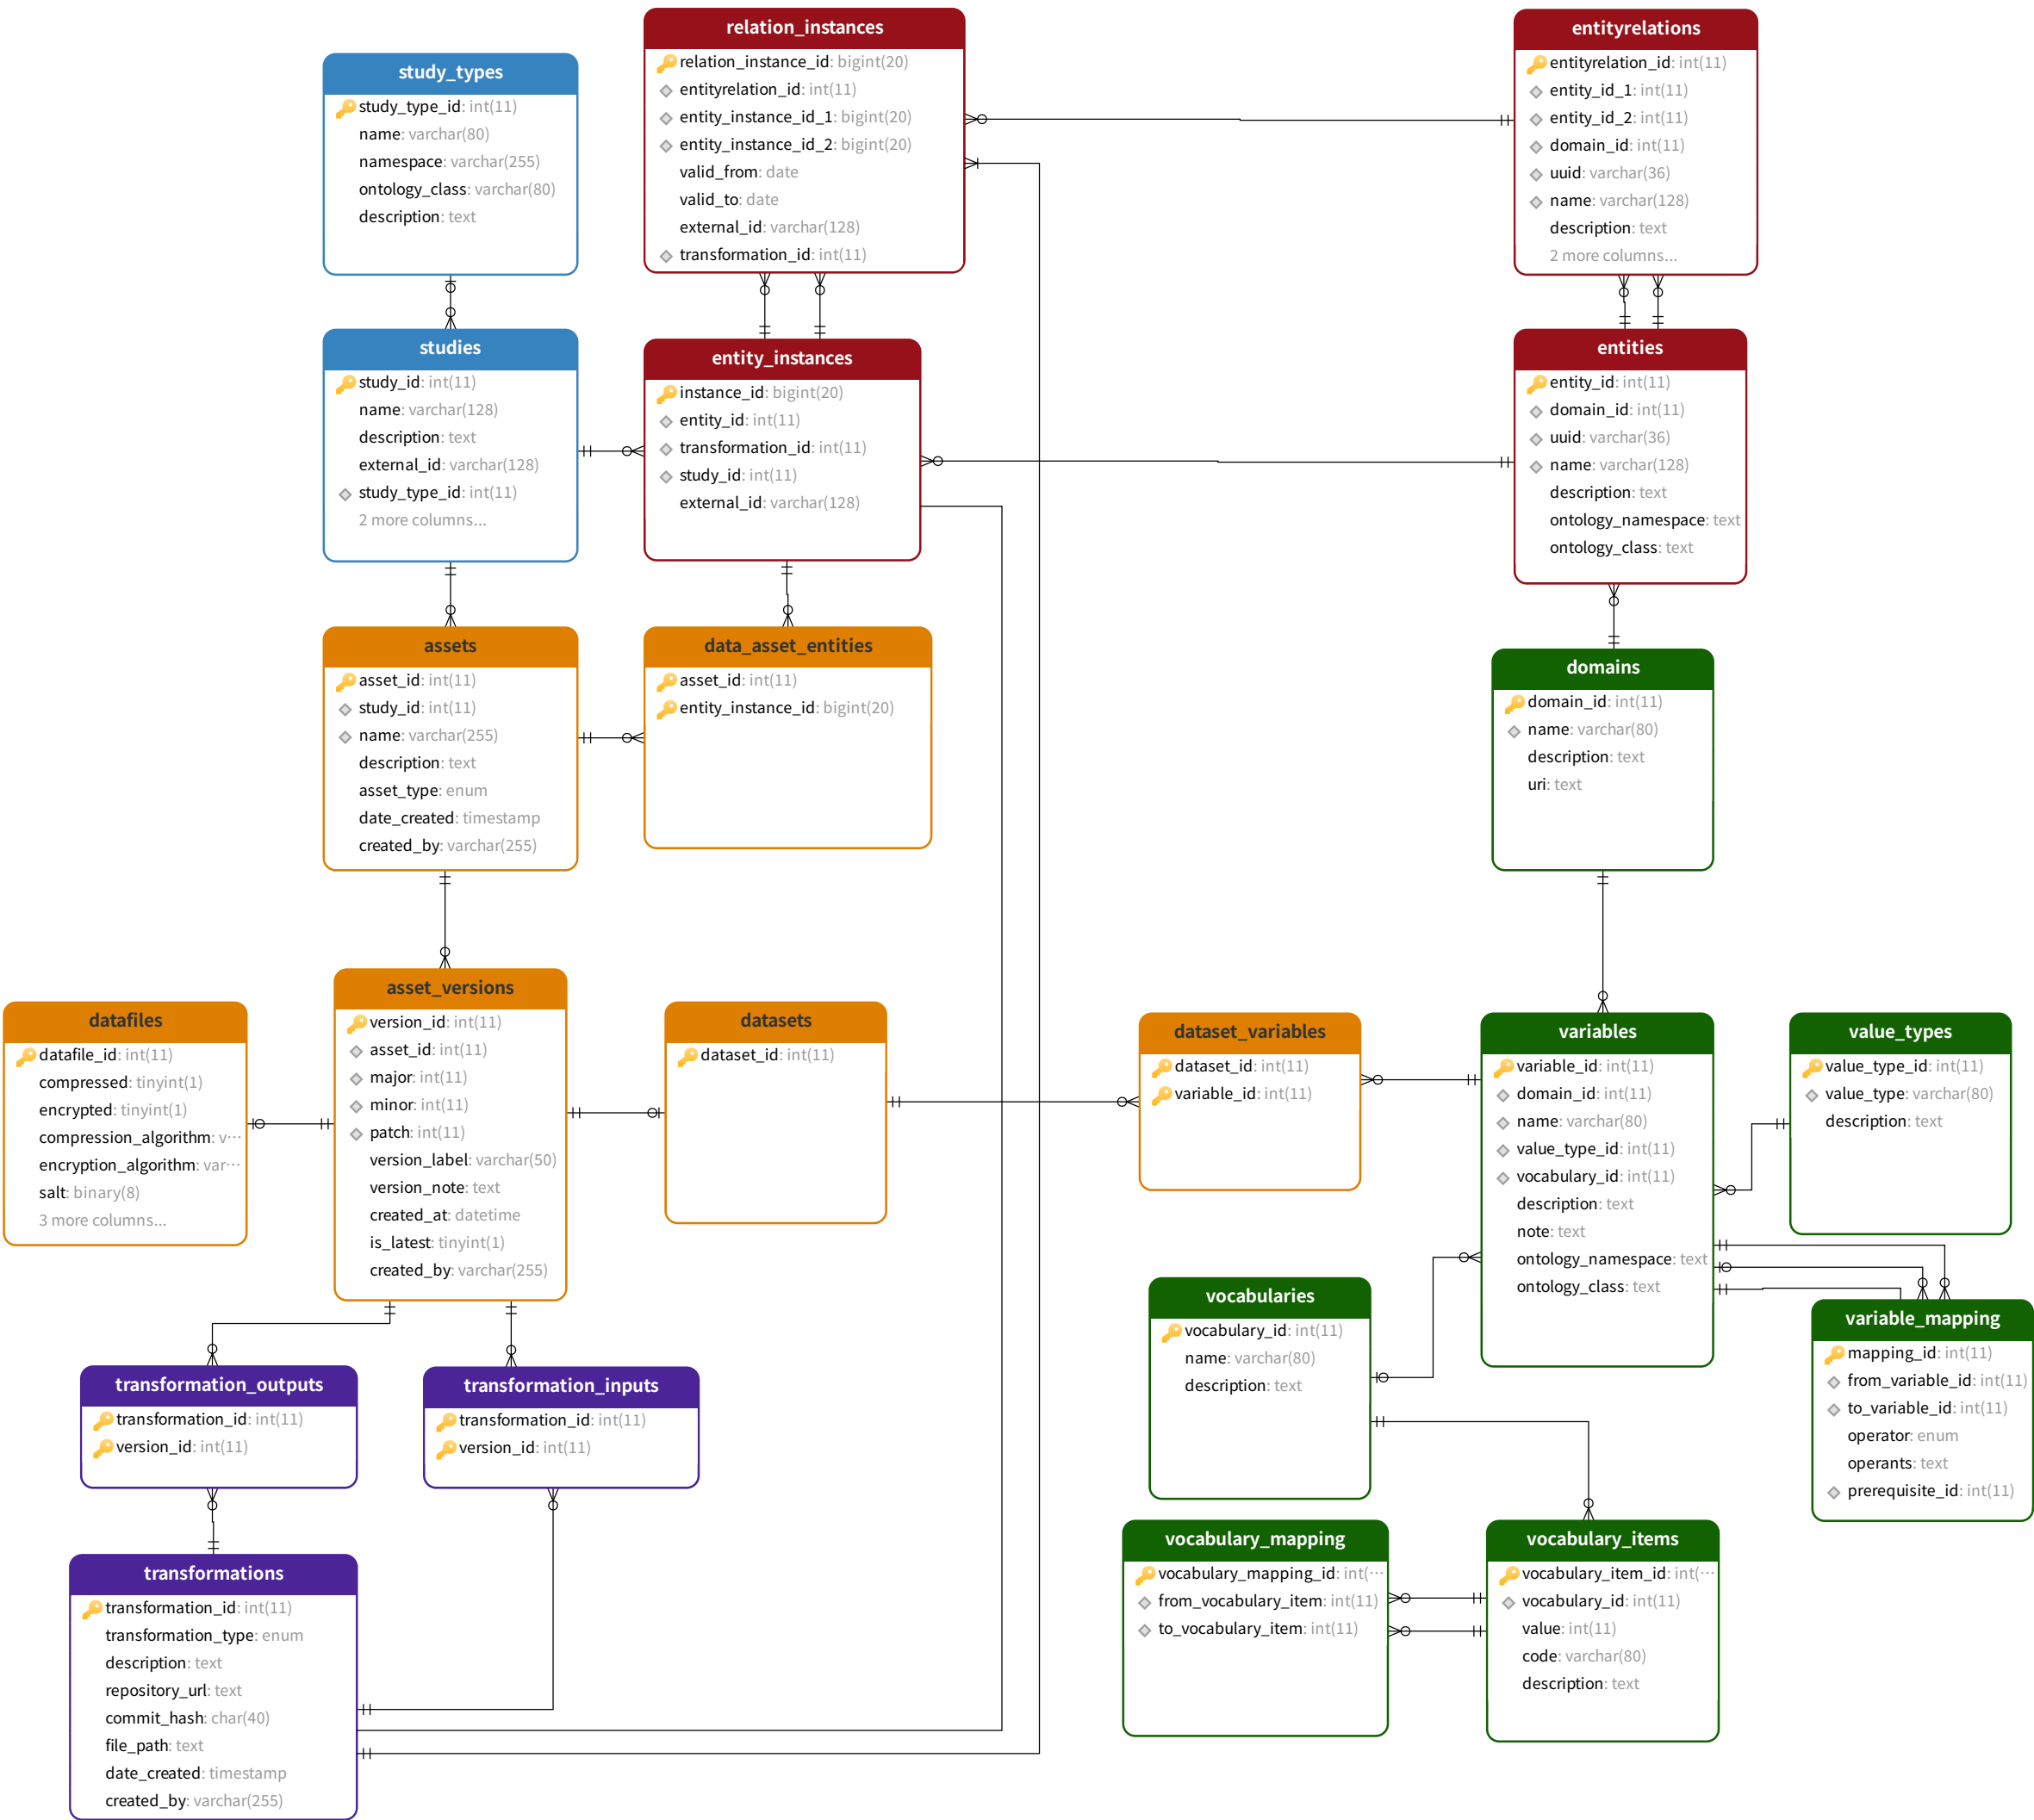 relation_instances
relation_instance_id: bigint(20)
entityrelation_id: int(11)
entity_instance_id_1: bigint(20)
entity_instance_id_2: bigint(20)
valid_from: date
valid_to: date
external_id: varchar(128)
transformation_id: int(11)
entityrelations
entityrelation_id: int(11)
entity_id_1: int(11)
entity_id_2: int(11)
domain_id: int(11)
uuid: varchar(36)
name: varchar(128)
description: text
2 more columns...
study_types
study_type_id: int(11)
name: varchar(80)
namespace: varchar(255)
ontology_class: varchar(80)
description: text
studies
study_id: int(11)
name: varchar(128)
description: text
external_id: varchar(128)
study_type_id: int(11)
2 more columns...
entity_instances
instance_id: bigint(20)
entity_id: int(11)
transformation_id: int(11)
study_id: int(11)
external_id: varchar(128)
entities
entity_id: int(11)
domain_id: int(11)
uuid: varchar(36)
name: varchar(128)
description: text
ontology_namespace: text
ontology_class: text
assets
asset_id: int(11)
study_id: int(11)
name: varchar(255)
description: text
asset_type: enum
date_created: timestamp
created_by: varchar(255)
data_asset_entities
asset_id: int(11)
entity_instance_id: bigint(20)
domains
domain_id: int(11)
name: varchar(80)
description: text
uri: text
datafiles
datafile_id: int(11)
compressed: tinyint(1)
encrypted: tinyint(1)
compression_algorithm: v...
encryption_algorithm: var...
salt: binary(8)
3 more columns...
asset_versions
version_id: int(11)
asset_id: int(11)
major: int(11)
minor: int(11)
patch: int(11)
version_label: varchar(50)
version_note: text
created_at: datetime
is_latest: tinyint(1)
created_by: varchar(255)
datasets
dataset_id: int(11)
dataset_variables
dataset_id: int(11)
variable_id: int(11)
variables
variable_id: int(11)
domain_id: int(11)
name: varchar(80)
value_type_id: int(11)
vocabulary_id: int(11)
description: text
note: text
ontology_namespace: text
ontology_class: text
value_types
value_type_id: int(11)
value_type: varchar(80)
description: text
vocabularies
vocabulary_id: int(11)
name: varchar(80)
description: text
variable_mapping
mapping_id: int(11)
from_variable_id: int(11)
to_variable_id: int(11)
operator: enum
operants: text
prerequisite_id: int(11)
transformation_outputs
transformation_id: int(11)
version_id: int(11)
transformation_inputs
transformation_id: int(11)
version_id: int(11)
vocabulary_mapping
vocabulary_mapping_id: int(...
from_vocabulary_item: int(11)
to_vocabulary_item: int(11)
vocabulary_items
vocabulary_item_id: int(...
vocabulary_id: int(11)
value: int(11)
code: varchar(80)
description: text
transformations
transformation_id: int(11)
transformation_type: enum
description: text
repository_url: text
commit_hash: char(40)
file_path: text
date_created: timestamp
created_by: varchar(255)